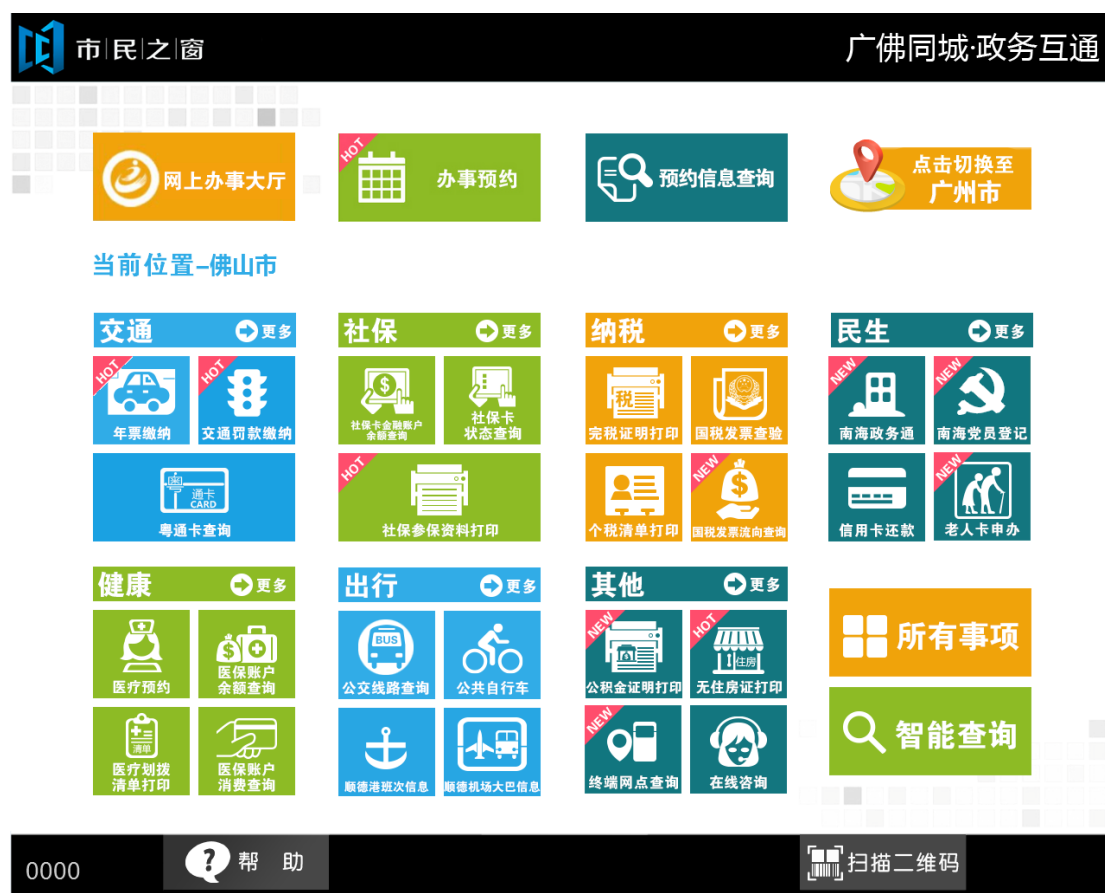 市民之窗
广佛同城·政务互通
网上办事大厅
HOT
办事预约
预约信息查询
点击切换至
广州市
当前位置-佛山市
交通
更多
HOT
年票缴纳
HOT
交通罚款缴纳
通卡
CARD
粤通卡查询
社保
更多
社保卡金融账户
余额查询
社保卡
状态查询
HOT
社保参保资料打印
纳税
更多
税
完税证明打印
国税发票查验
个税清单打印
NEW
国税发票流向查询
民生
更多
NEW
南海政务通
NEW
南海党员登记
信用卡还款
NEW
老人卡申办
健康
更多
医疗预约
医保账户
余额查询
清单
医疗划拨
清单打印
医保账户
消费查询
出行
更多
BUS
公交线路查询
公共自行车
顺德港班次信息
顺德机场大巴信息
其他
更多
NEW
公积金证明打印
HOT
住房
无住房证打印
NEW
终端网点查询
在线咨询
所有事项
智能查询
0000
? 帮 助
扫描二维码